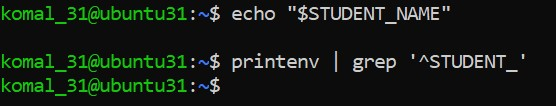 komal_31@ubuntu31:~$ echo "$STUDENT_NAME"

komal_31@ubuntu31:~$ printenv | grep '^STUDENT_'
komal_31@ubuntu31:~$